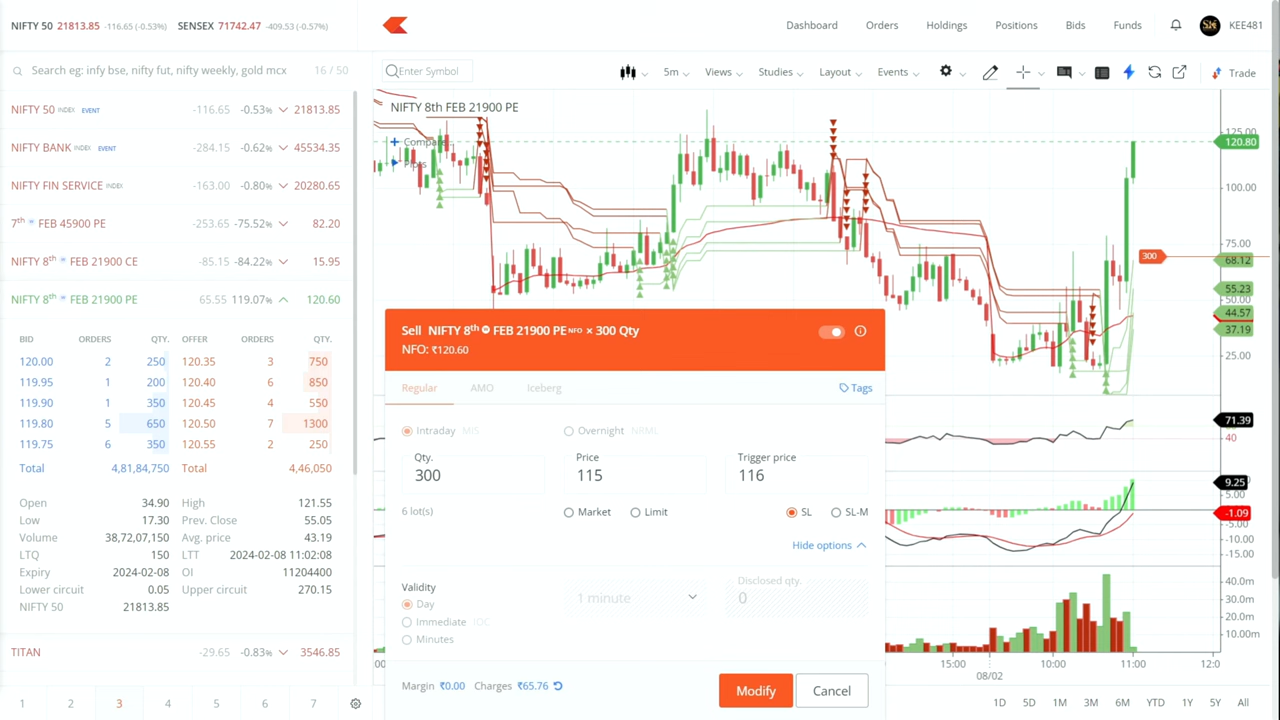 NIFTY 50 21813.85 -116.65 (-0.53%) SENSEX 71742.47 -409.53 (-0.57%)
Dashboard Orders Holdings Positions Bids Funds KEE481
Search eg: infy bse, nifty fut, nifty weekly, gold mcx 16 / 50
Enter Symbol 5m Views Studies Layout Events Trade
NIFTY 50 INDEX EVENT -116.65 -0.53% 21813.85
NIFTY BANK INDEX EVENT -284.15 -0.62% 45534.35
NIFTY FIN SERVICE INDEX -163.00 -0.80% 20280.65
7th FEB 45900 PE -253.65 -75.52% 82.20
NIFTY 8th FEB 21900 CE -85.15 -84.22% 15.95
NIFTY 8th FEB 21900 PE 65.55 119.07% 120.60
BID ORDERS QTY. OFFER ORDERS QTY.
120.00 2 250 120.35 3 750
119.95 1 200 120.40 6 850
119.90 1 350 120.45 4 550
119.80 5 650 120.50 7 1300
119.75 6 350 120.55 2 250
Total 4,81,84,750 Total 4,46,050
Open 34.90 High 121.55
Low 17.30 Prev. Close 55.05
Volume 38,72,07,150 Avg. price 43.19
LTQ 150 LTT 2024-02-08 11:02:08
Expiry 2024-02-08 OI 11204400
Lower circuit 0.05 Upper circuit 270.15
NIFTY 50 21813.85
TITAN -29.65 -0.83% 3546.85
1 2 3 4 5 6 7
NIFTY 8th FEB 21900 PE
Compare
Plots
125.00
120.80
100.00
75.00
300
68.12
55.23
50.00
44.57
37.19
25.00
71.39
40
9.25
5.00
-1.09
-5.00
-10.00
-15.00
40.0m
30.0m
20.0m
10.00m
00 15:00 10:00 11:00 12:0
08/02
1D 5D 1M 3M 6M YTD 1Y 5Y All
Sell NIFTY 8th FEB 21900 PE NFO × 300 Qty
NFO: ₹120.60
Regular AMO Iceberg Tags
Intraday MIS Overnight NRML
Qty. Price Trigger price
300 115 116
6 lot(s) Market Limit SL SL-M
Hide options
Validity Disclosed qty.
Day 1 minute 0
Immediate IOC
Minutes
Margin ₹0.00 Charges ₹65.76 Modify Cancel